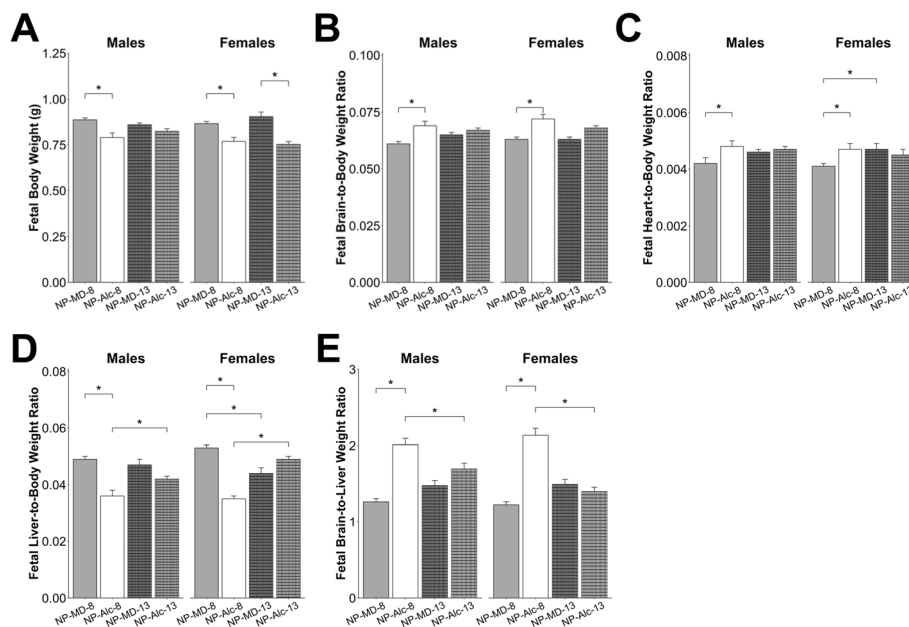 A
Males
Females
Fetal Body Weight (g)
1.25
1.00
0.75
0.50
0.25
0.00
*
*
*
NP-MD-8
NP-Alc-8
NP-MD-13
NP-Alc-13
NP-MD-8
NP-Alc-8
NP-MD-13
NP-Alc-13
B
Males
Females
Fetal Brain-to-Body Weight Ratio
0.100
0.075
0.050
0.025
0.000
*
*
NP-MD-8
NP-Alc-8
NP-MD-13
NP-Alc-13
NP-MD-8
NP-Alc-8
NP-MD-13
NP-Alc-13
C
Males
Females
Fetal Heart-to-Body Weight Ratio
0.008
0.006
0.004
0.002
0.000
*
*
*
NP-MD-8
NP-Alc-8
NP-MD-13
NP-Alc-13
NP-MD-8
NP-Alc-8
NP-MD-13
NP-Alc-13
D
Males
Females
Fetal Liver-to-Body Weight Ratio
0.08
0.06
0.04
0.02
0.00
*
*
*
*
*
NP-MD-8
NP-Alc-8
NP-MD-13
NP-Alc-13
NP-MD-8
NP-Alc-8
NP-MD-13
NP-Alc-13
E
Males
Females
Fetal Brain-to-Liver Weight Ratio
3
2
1
0
*
*
*
*
NP-MD-8
NP-Alc-8
NP-MD-13
NP-Alc-13
NP-MD-8
NP-Alc-8
NP-MD-13
NP-Alc-13